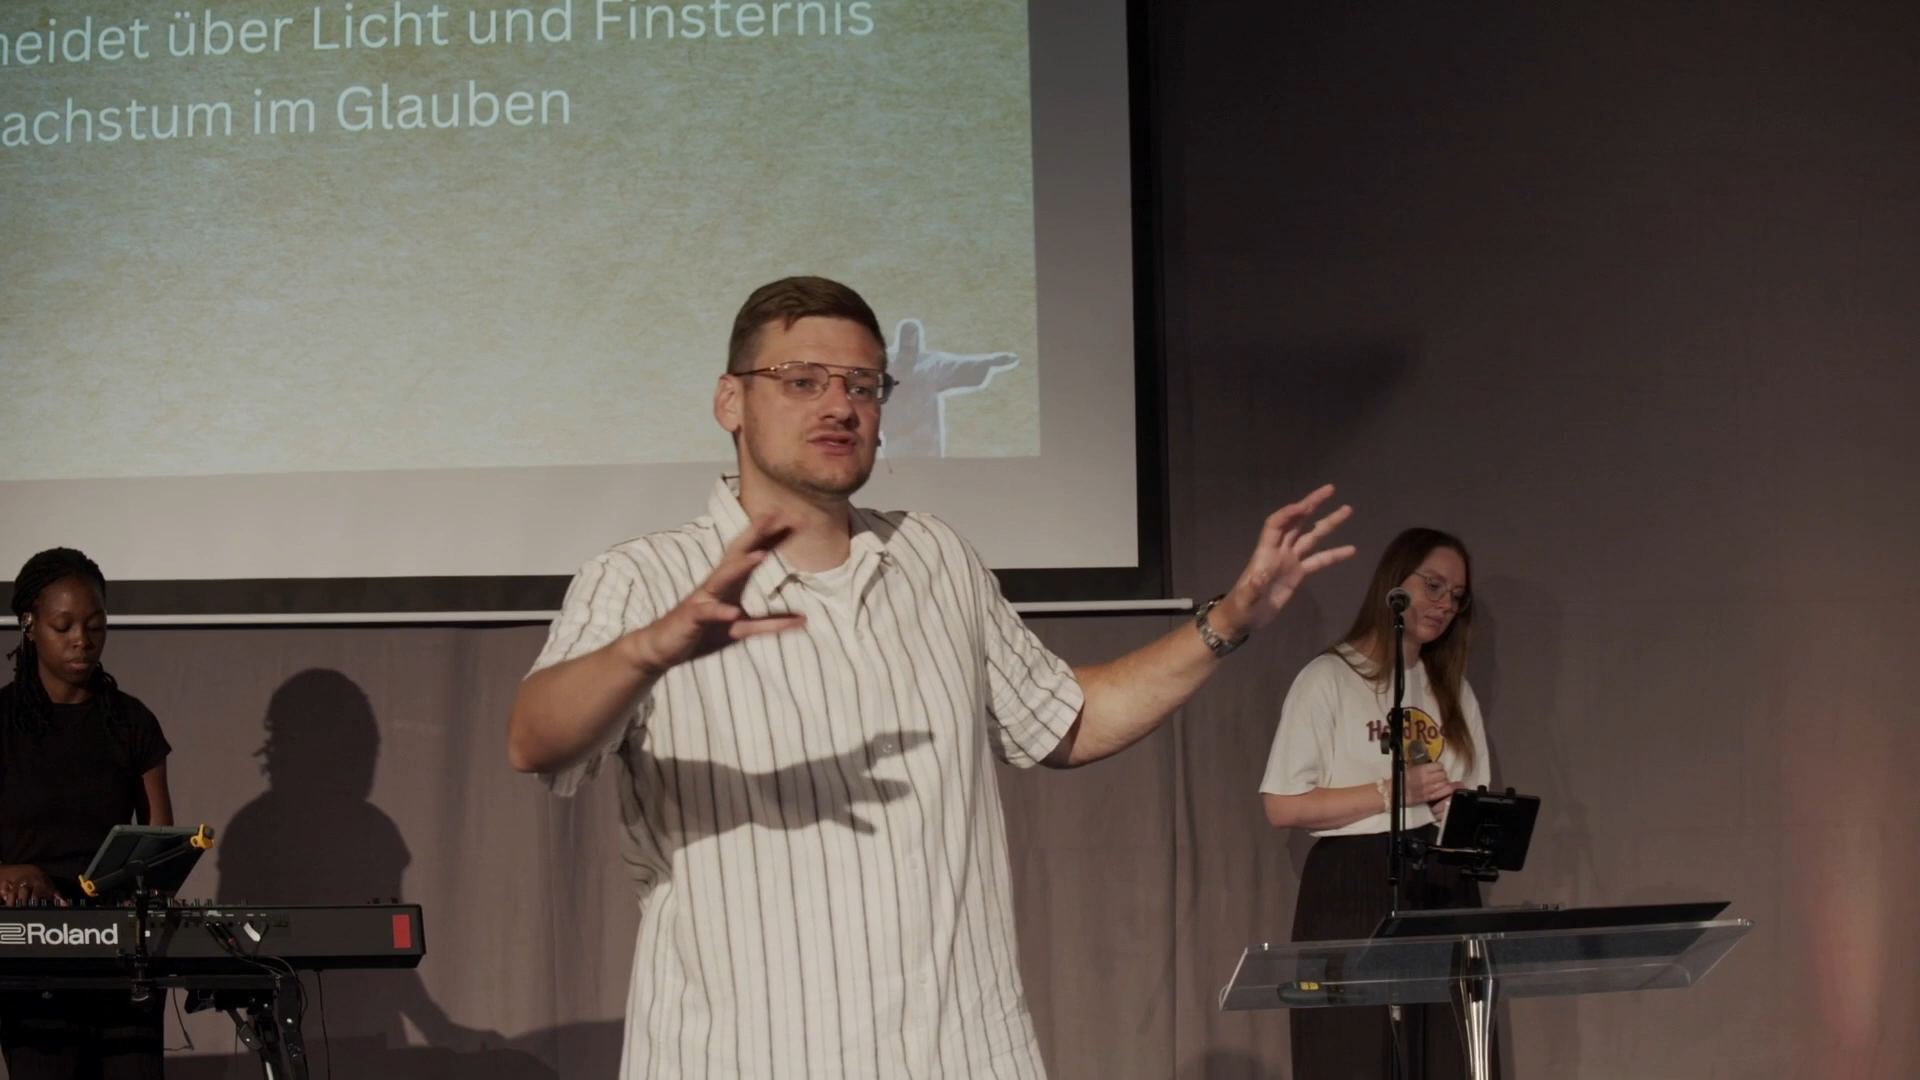 heidet über Licht und Finsternis
achstum im Glauben
Roland